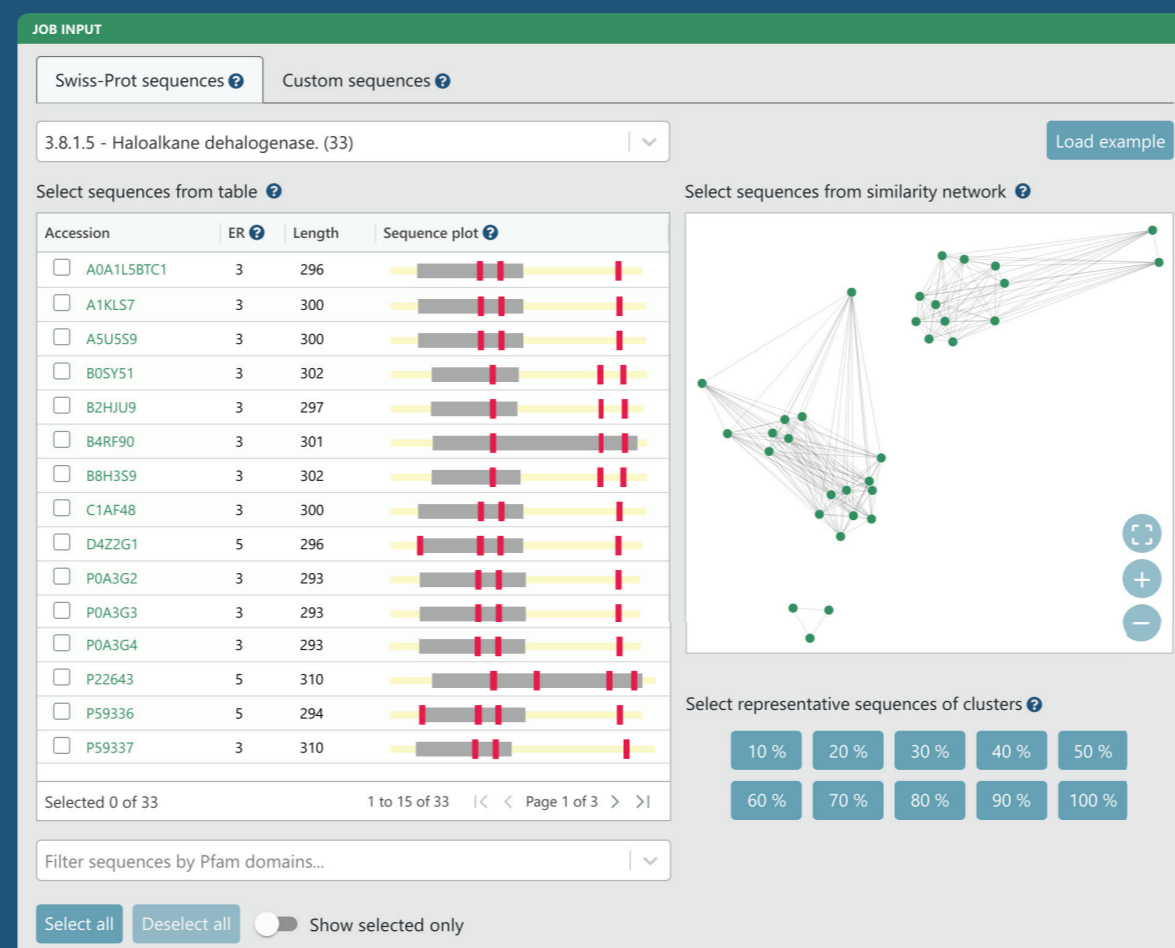 JOB INPUT
Swiss-Prot sequences ?
Custom sequences ?
3.8.1.5 - Haloalkane dehalogenase. (33)
Load example
Select sequences from table ?
Select sequences from similarity network ?
Accession ER ? Length Sequence plot ?
A0A1L5BTC1 3 296
A1KLS7 3 300
A5U5S9 3 300
B0SY51 3 302
B2HJU9 3 297
B4RF90 3 301
B8H3S9 3 302
C1AF48 3 300
D4Z2G1 5 296
P0A3G2 3 293
P0A3G3 3 293
P0A3G4 3 293
P22643 5 310
P59336 5 294
P59337 3 310
Selected 0 of 33
1 to 15 of 33 |< < Page 1 of 3 > >|
Select representative sequences of clusters ?
10 % 20 % 30 % 40 % 50 %
60 % 70 % 80 % 90 % 100 %
Filter sequences by Pfam domains...
Select all Deselect all Show selected only